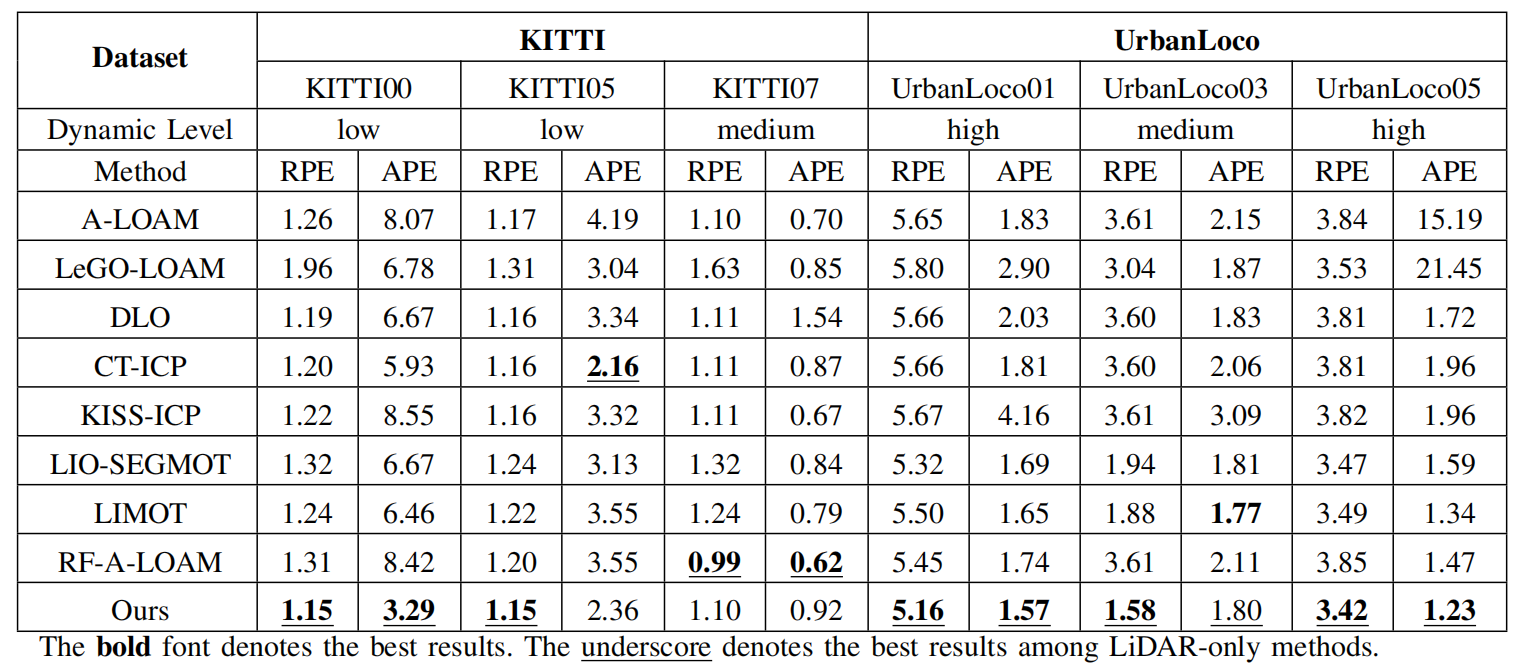 Dataset KITTI UrbanLoco
KITTI00 KITTI05 KITTI07 UrbanLoco01 UrbanLoco03 UrbanLoco05
Dynamic Level low low medium high medium high
Method RPE APE RPE APE RPE APE RPE APE RPE APE RPE APE
A-LOAM 1.26 8.07 1.17 4.19 1.10 0.70 5.65 1.83 3.61 2.15 3.84 15.19
LeGO-LOAM 1.96 6.78 1.31 3.04 1.63 0.85 5.80 2.90 3.04 1.87 3.53 21.45
DLO 1.19 6.67 1.16 3.34 1.11 1.54 5.66 2.03 3.60 1.83 3.81 1.72
CT-ICP 1.20 5.93 1.16 2.16 1.11 0.87 5.66 1.81 3.60 2.06 3.81 1.96
KISS-ICP 1.22 8.55 1.16 3.32 1.11 0.67 5.67 4.16 3.61 3.09 3.82 1.96
LIO-SEGMOT 1.32 6.67 1.24 3.13 1.32 0.84 5.32 1.69 1.94 1.81 3.47 1.59
LIMOT 1.24 6.46 1.22 3.55 1.24 0.79 5.50 1.65 1.88 1.77 3.49 1.34
RF-A-LOAM 1.31 8.42 1.20 3.55 0.99 0.62 5.45 1.74 3.61 2.11 3.85 1.47
Ours 1.15 3.29 1.15 2.36 1.10 0.92 5.16 1.57 1.58 1.80 3.42 1.23
The bold font denotes the best results. The underscore denotes the best results among LiDAR-only methods.